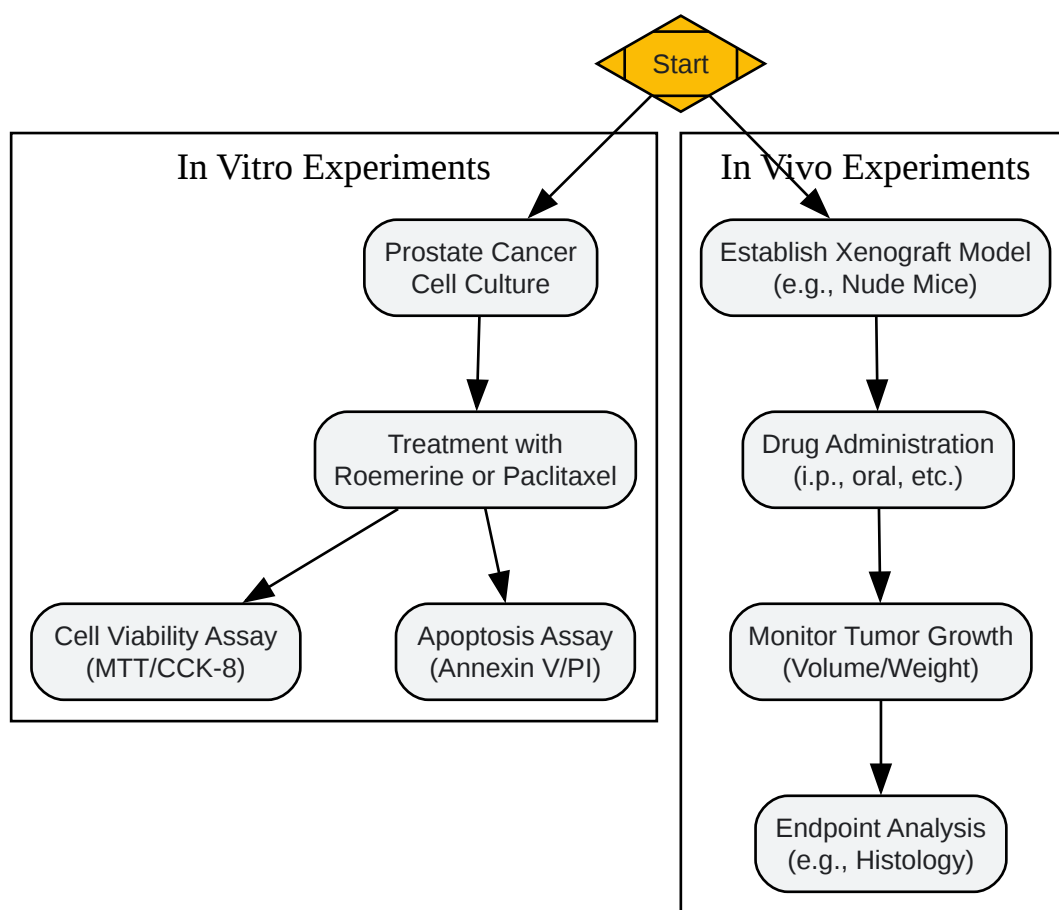 Start
In Vitro Experiments
Prostate Cancer
Cell Culture
Treatment with
Roemerine or Paclitaxel
Cell Viability Assay
(MTT/CCK-8)
Apoptosis Assay
(Annexin V/PI)
In Vivo Experiments
Establish Xenograft Model
(e.g., Nude Mice)
Drug Administration
(i.p., oral, etc.)
Monitor Tumor Growth
(Volume/Weight)
Endpoint Analysis
(e.g., Histology)